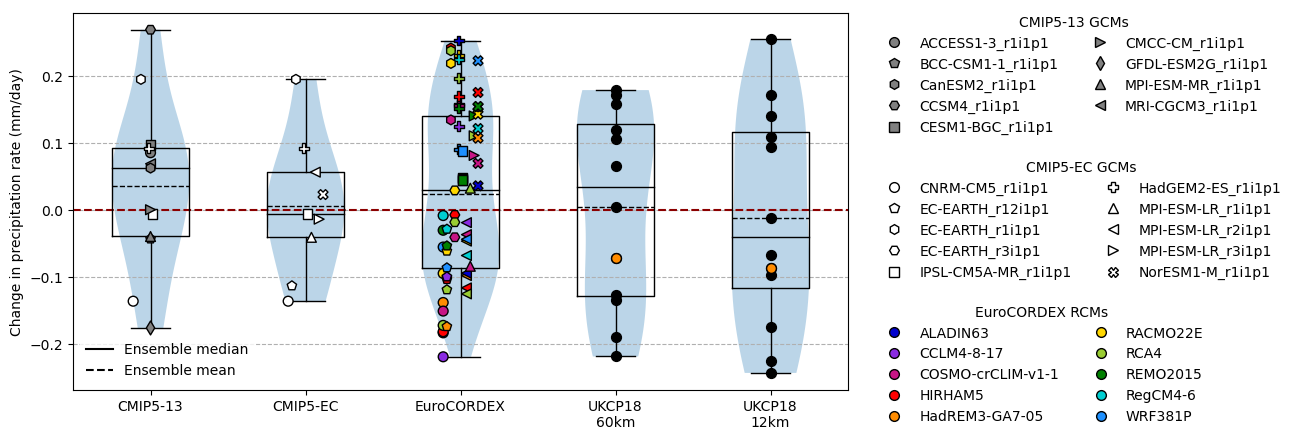 Change in precipitation rate (mm/day)
0.2
0.1
0.0
−0.1
−0.2
Ensemble median
Ensemble mean
CMIP5-13
CMIP5-EC
EuroCORDEX
UKCP18
60km
UKCP18
12km
CMIP5-13 GCMs
ACCESS1-3_r1i1p1
BCC-CSM1-1_r1i1p1
CanESM2_r1i1p1
CCSM4_r1i1p1
CESM1-BGC_r1i1p1
CMCC-CM_r1i1p1
GFDL-ESM2G_r1i1p1
MPI-ESM-MR_r1i1p1
MRI-CGCM3_r1i1p1
CMIP5-EC GCMs
CNRM-CM5_r1i1p1
EC-EARTH_r12i1p1
EC-EARTH_r1i1p1
EC-EARTH_r3i1p1
IPSL-CM5A-MR_r1i1p1
HadGEM2-ES_r1i1p1
MPI-ESM-LR_r1i1p1
MPI-ESM-LR_r2i1p1
MPI-ESM-LR_r3i1p1
NorESM1-M_r1i1p1
EuroCORDEX RCMs
ALADIN63
CCLM4-8-17
COSMO-crCLIM-v1-1
HIRHAM5
HadREM3-GA7-05
RACMO22E
RCA4
REMO2015
RegCM4-6
WRF381P